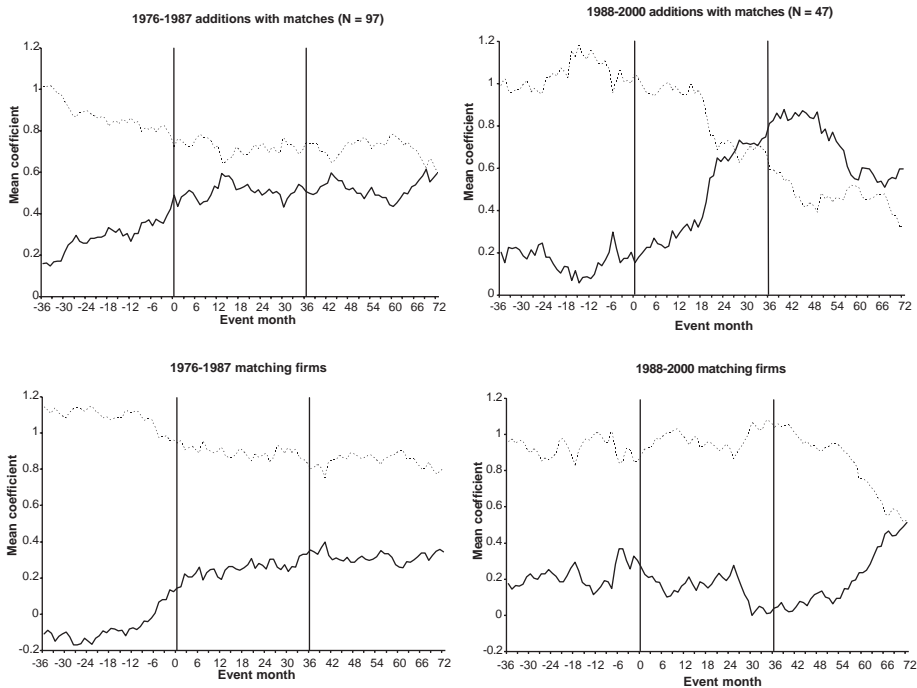 1976-1987 additions with matches (N = 97)
1.2
1
0.8
0.6
0.4
0.2
0
Mean coefficient
-36 -30 -24 -18 -12 -6 0 6 12 18 24 30 36 42 48 54 60 66 72
Event month
1988-2000 additions with matches (N = 47)
1.2
1
0.8
0.6
0.4
0.2
0
Mean coefficient
-36 -30 -24 -18 -12 -6 0 6 12 18 24 30 36 42 48 54 60 66 72
Event month
1976-1987 matching firms
1.2
1
0.8
0.6
0.4
0.2
0
-0.2
Mean coefficient
-36 -30 -24 -18 -12 -6 0 6 12 18 24 30 36 42 48 54 60 66 72
Event month
1988-2000 matching firms
1.2
1
0.8
0.6
0.4
0.2
0
-0.2
Mean coefficient
-36 -30 -24 -18 -12 -6 0 6 12 18 24 30 36 42 48 54 60 66 72
Event month